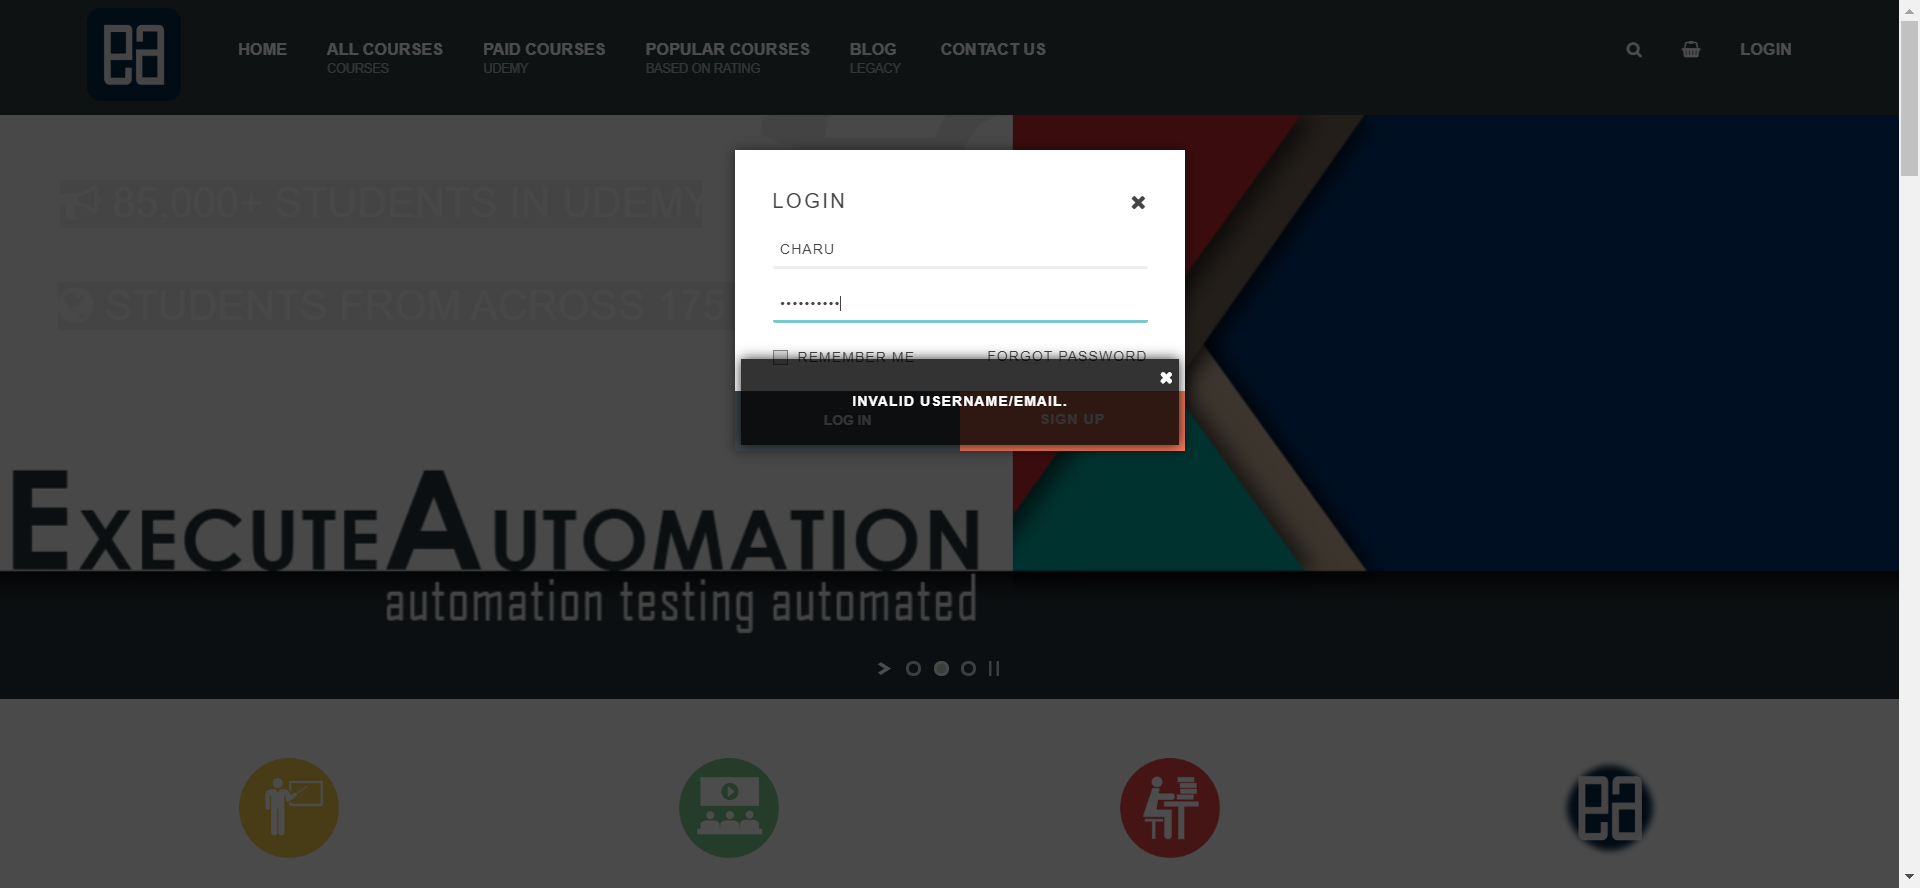 ea
HOME
ALL COURSES
COURSES
PAID COURSES
UDEMY
POPULAR COURSES
BASED ON RATING
BLOG
LEGACY
CONTACT US
LOGIN
85,000+ STUDENTS IN UDEMY
STUDENTS FROM ACROSS 175
LOGIN
CHARU
REMEMBER ME
FORGOT PASSWORD
INVALID USERNAME/EMAIL.
LOG IN
SIGN UP
EXECUTEAUTOMATION
automation testing automated
ea